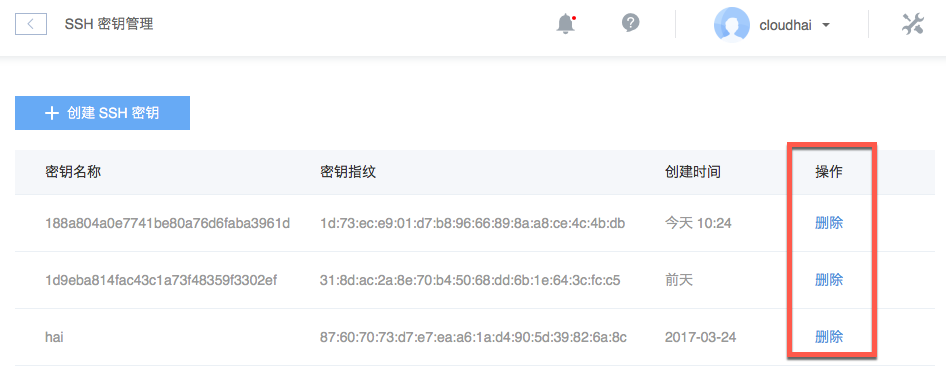 SSH 密钥管理
cloudhai
创建 SSH 密钥
密钥名称 密钥指纹 创建时间 操作
188a804a0e7741be80a76d6faba3961d 1d:73:ec:e9:01:d7:b8:96:66:89:8a:a8:ce:4c:4b:db 今天 10:24 删除
1d9eba814fac43c1a73f48359f3302ef 31:8d:ac:2a:8e:70:b4:50:68:dd:6b:1e:64:3c:fc:c5 前天 删除
hai 87:60:70:73:d7:e7:ea:a6:1a:d4:90:5d:39:82:6a:8c 2017-03-24 删除